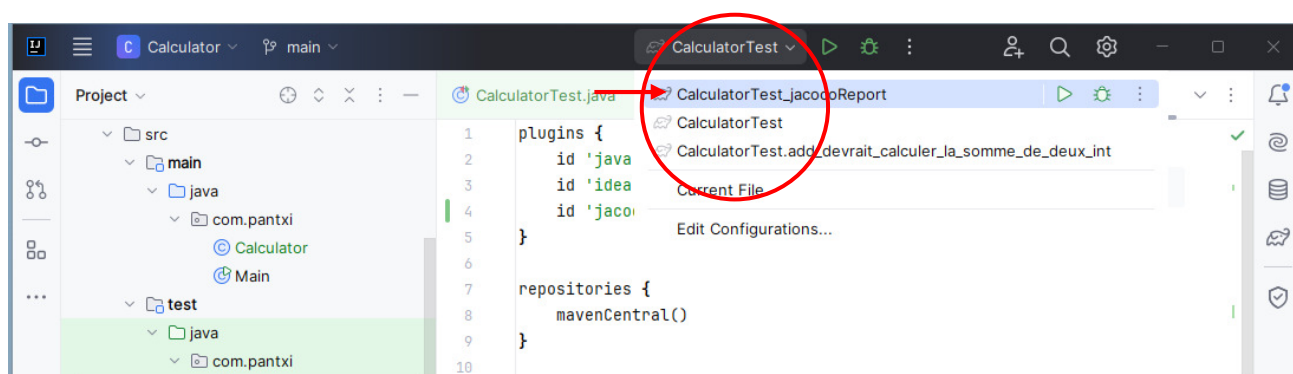 IJ
C Calculator
main
CalculatorTest
Project
CalculatorTest.java
CalculatorTest_jacocoReport
CalculatorTest
CalculatorTest.add_devrait_calculer_la_somme_de_deux_int
Current File
Edit Configurations...
src
main
java
com.pantxi
Calculator
Main
test
java
com.pantxi
1 plugins {
2 id 'java
3 id 'idea
4 id 'jaco
5 }
6
7 repositories {
8 mavenCentral()
9 }
10